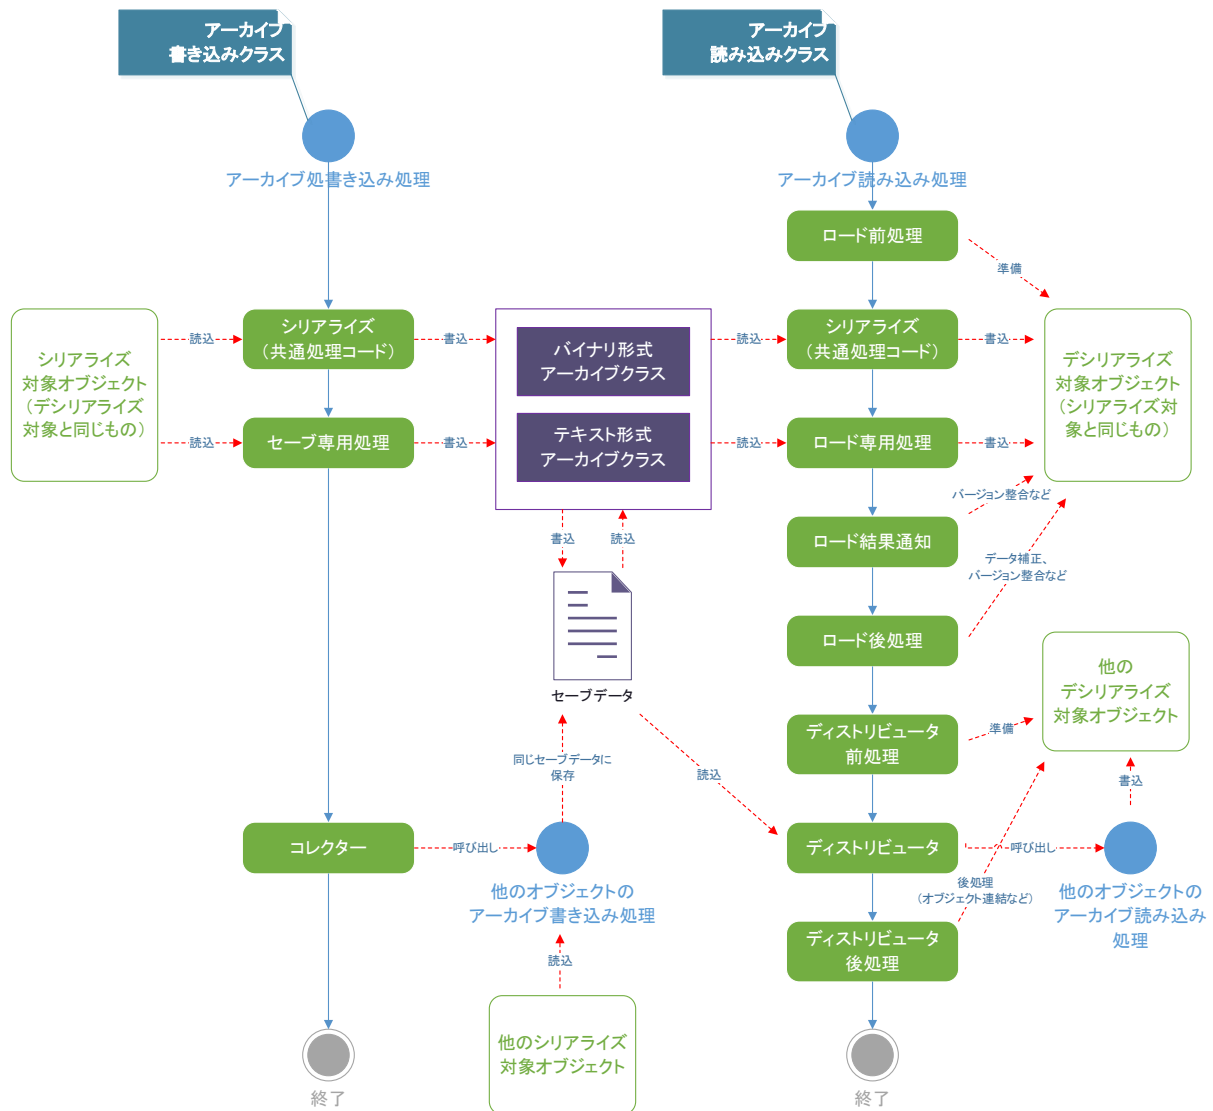 アーカイブ
書き込みクラス
アーカイブ
読み込みクラス
アーカイブ処書き込み処理
アーカイブ読み込み処理
ロード前処理
準備
シリアライズ
対象オブジェクト
（デシリアライズ
対象と同じもの）
読込
読込
シリアライズ
（共通処理コード）
セーブ専用処理
書込
書込
バイナリ形式
アーカイブクラス
テキスト形式
アーカイブクラス
読込
読込
シリアライズ
（共通処理コード）
ロード専用処理
書込
書込
デシリアライズ
対象オブジェクト
（シリアライズ対
象と同じもの）
バージョン整合など
書込
読込
ロード結果通知
データ補正、
バージョン整合など
セーブデータ
ロード後処理
他の
デシリアライズ
対象オブジェクト
ディストリビュータ
前処理
準備
同じセーブデータに
保存
読込
書込
コレクター
呼び出し
ディストリビュータ
呼び出し
他のオブジェクトの
アーカイブ書き込み処理
後処理
（オブジェクト連結など）
他のオブジェクトの
アーカイブ読み込み
処理
ディストリビュータ
後処理
読込
他のシリアライズ
対象オブジェクト
終了
終了